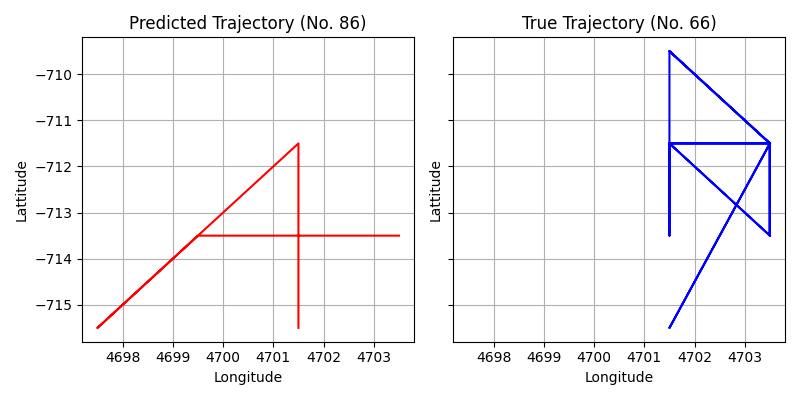 Predicted Trajectory (No. 86)
True Trajectory (No. 66)
Lattitude
−710
−711
−712
−713
−714
−715
4698 4699 4700 4701 4702 4703
Longitude
Lattitude
4698 4699 4700 4701 4702 4703
Longitude